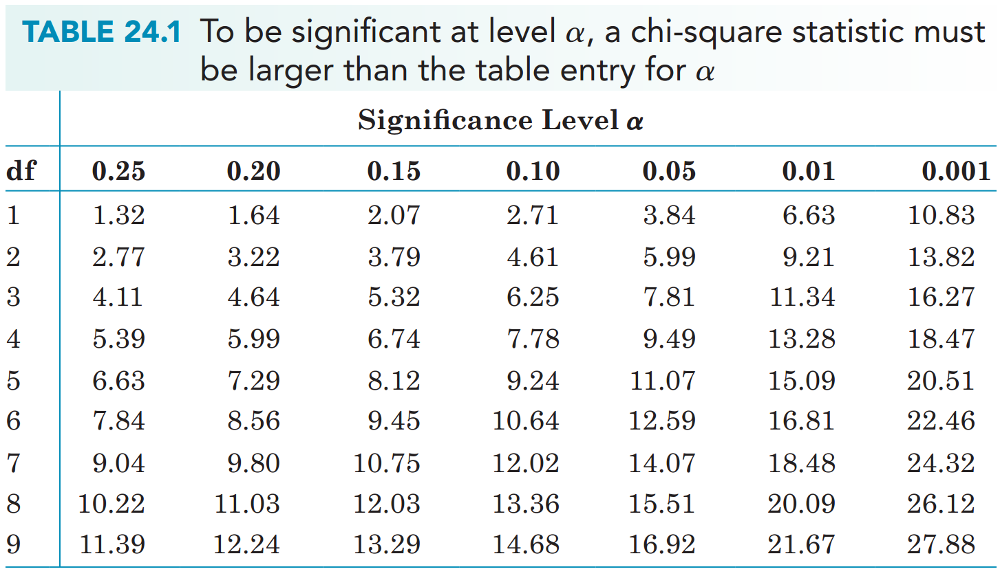 TABLE 24.1 To be significant at level α, a chi-square statistic must
be larger than the table entry for α
Significance Level α
df 0.25 0.20 0.15 0.10 0.05 0.01 0.001
1 1.32 1.64 2.07 2.71 3.84 6.63 10.83
2 2.77 3.22 3.79 4.61 5.99 9.21 13.82
3 4.11 4.64 5.32 6.25 7.81 11.34 16.27
4 5.39 5.99 6.74 7.78 9.49 13.28 18.47
5 6.63 7.29 8.12 9.24 11.07 15.09 20.51
6 7.84 8.56 9.45 10.64 12.59 16.81 22.46
7 9.04 9.80 10.75 12.02 14.07 18.48 24.32
8 10.22 11.03 12.03 13.36 15.51 20.09 26.12
9 11.39 12.24 13.29 14.68 16.92 21.67 27.88